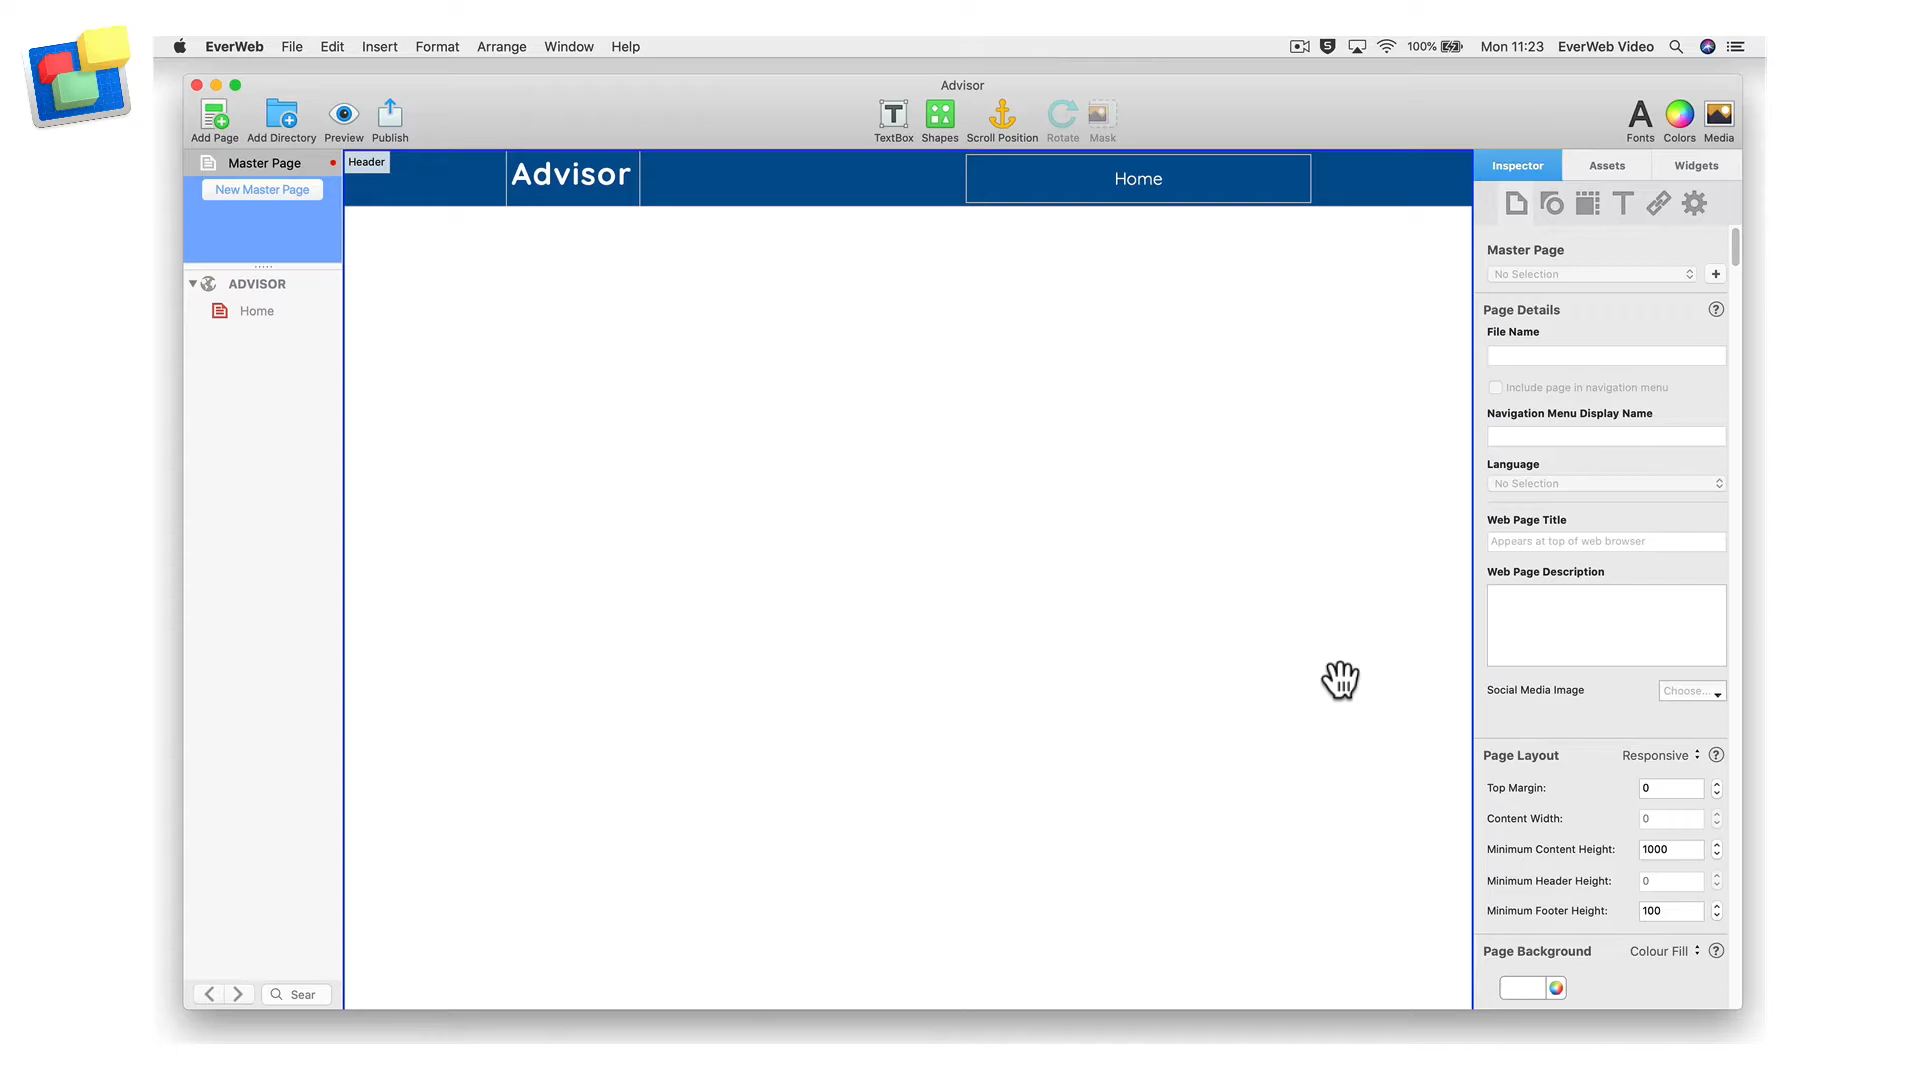 EverWeb File Edit Insert Format Arrange Window Help
100% Mon 11:23 EverWeb Video
Advisor
Add Page Add Directory Preview Publish
TextBox Shapes Scroll Position Rotate Mask
Fonts Colors Media
Master Page
New Master Page
ADVISOR
Home
Sear
Header
Advisor
Home
Inspector Assets Widgets
Master Page
No Selection
Page Details
File Name
Include page in navigation menu
Navigation Menu Display Name
Language
No Selection
Web Page Title
Appears at top of web browser
Web Page Description
Social Media Image Choose...
Page Layout Responsive
Top Margin: 0
Content Width: 0
Minimum Content Height: 1000
Minimum Header Height: 0
Minimum Footer Height: 100
Page Background Colour Fill